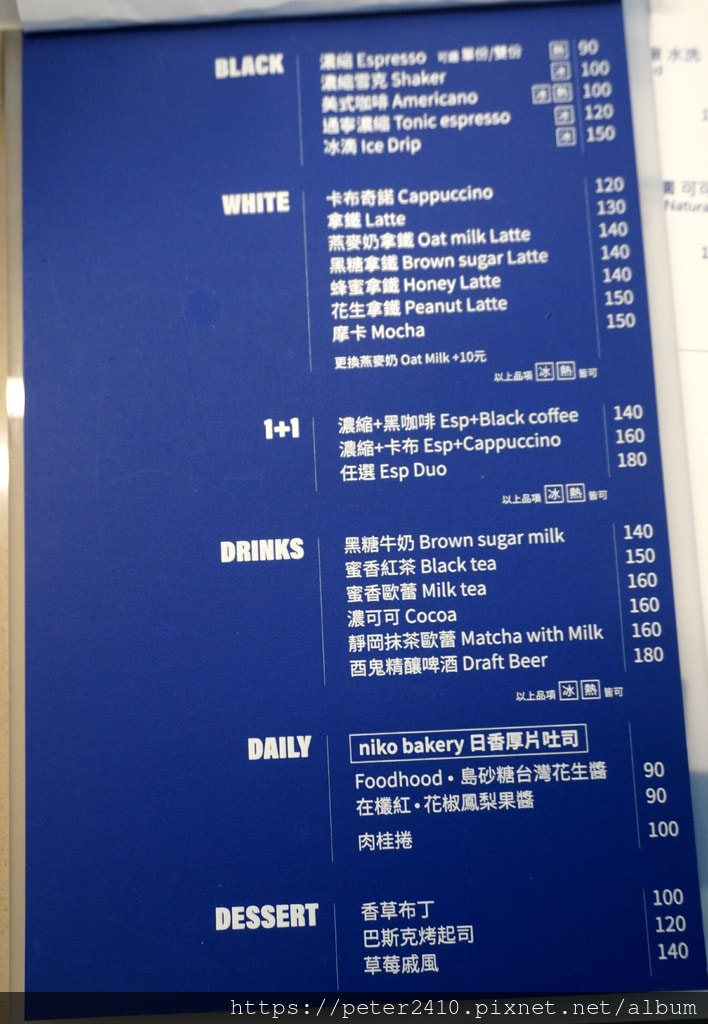 BLACK
濃縮 Espresso 可選 單份/雙份 熱 90
濃縮雪克 Shaker 冰 100
美式咖啡 Americano 冰 熱 100
通寧濃縮 Tonic espresso 冰 120
冰滴 Ice Drip 冰 150
WHITE
卡布奇諾 Cappuccino 120
拿鐵 Latte 130
燕麥奶拿鐵 Oat milk Latte 140
黑糖拿鐵 Brown sugar Latte 140
蜂蜜拿鐵 Honey Latte 140
花生拿鐵 Peanut Latte 150
摩卡 Mocha 150
更換燕麥奶 Oat Milk +10元
以上品項 冰 熱 皆可
1+1
濃縮+黑咖啡 Esp+Black coffee 140
濃縮+卡布 Esp+Cappuccino 160
任選 Esp Duo 180
以上品項 冰 熱 皆可
DRINKS
黑糖牛奶 Brown sugar milk 140
蜜香紅茶 Black tea 150
蜜香歐蕾 Milk tea 160
濃可可 Cocoa 160
靜岡抹茶歐蕾 Matcha with Milk 160
酉鬼精釀啤酒 Draft Beer 180
以上品項 冰 熱 皆可
DAILY
niko bakery 日香厚片吐司
Foodhood • 島砂糖台灣花生醬 90
在欉紅 • 花椒鳳梨果醬 90
肉桂捲 100
DESSERT
香草布丁 100
巴斯克烤起司 120
草莓戚風 140
水洗
可可
Natura
https://peter2410.pixnet.net/album